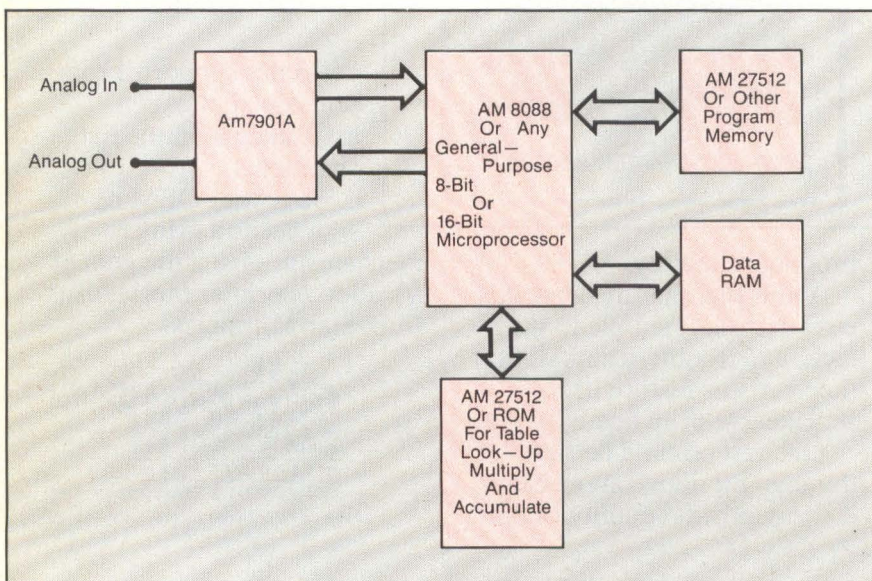 Analog In
Analog Out
Am7901A
AM 8088
Or Any
General—
Purpose
8-Bit
Or
16-Bit
Microprocessor
AM 27512
Or Other
Program
Memory
Data
RAM
AM 27512
Or ROM
For Table
Look—Up
Multiply
And
Accumulate